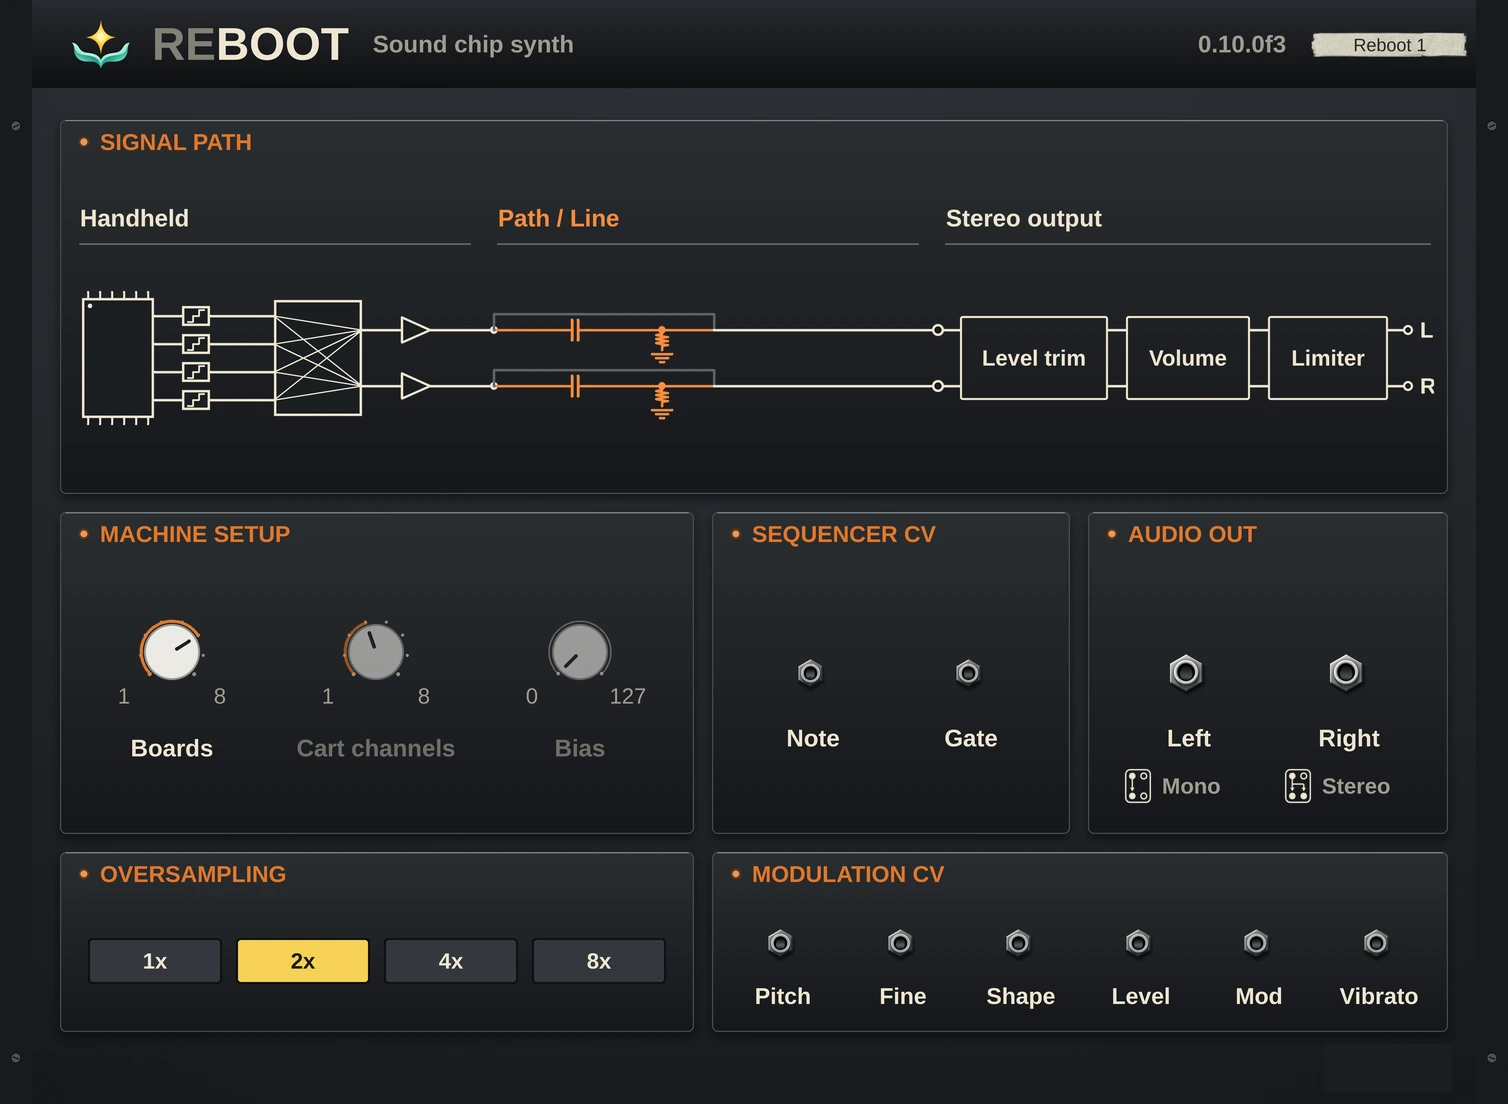 REBOOT Sound chip synth 0.10.0f3 Reboot 1
SIGNAL PATH
Handheld Path / Line Stereo output
L
Level trim Volume Limiter
R
MACHINE SETUP
1 8 1 8 0 127
Boards Cart channels Bias
SEQUENCER CV
Note Gate
AUDIO OUT
Left Right
Mono Stereo
OVERSAMPLING
1x 2x 4x 8x
MODULATION CV
Pitch Fine Shape Level Mod Vibrato